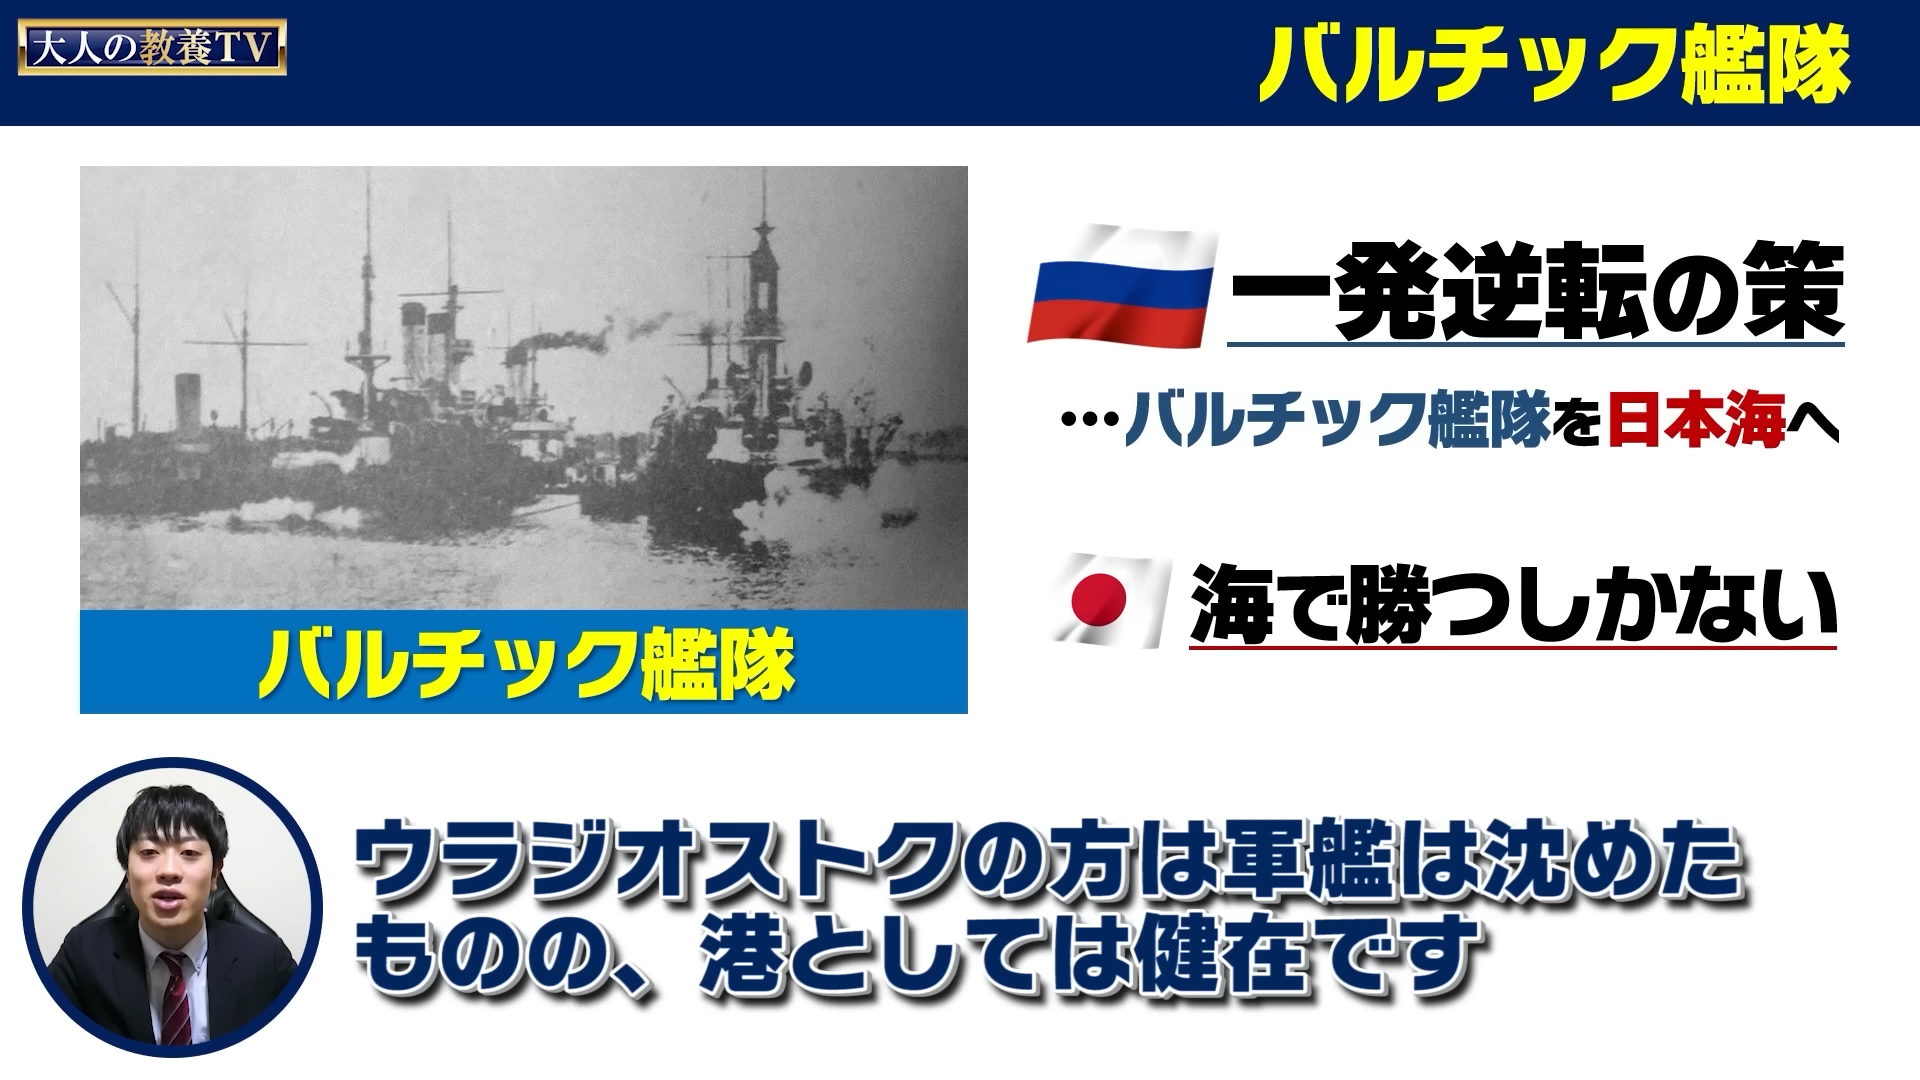 大人の教養TV
バルチック艦隊
一発逆転の策
…バルチック艦隊を日本海へ
海で勝つしかない
バルチック艦隊
ウラジオストクの方は軍艦は沈めた
ものの、港としては健在です